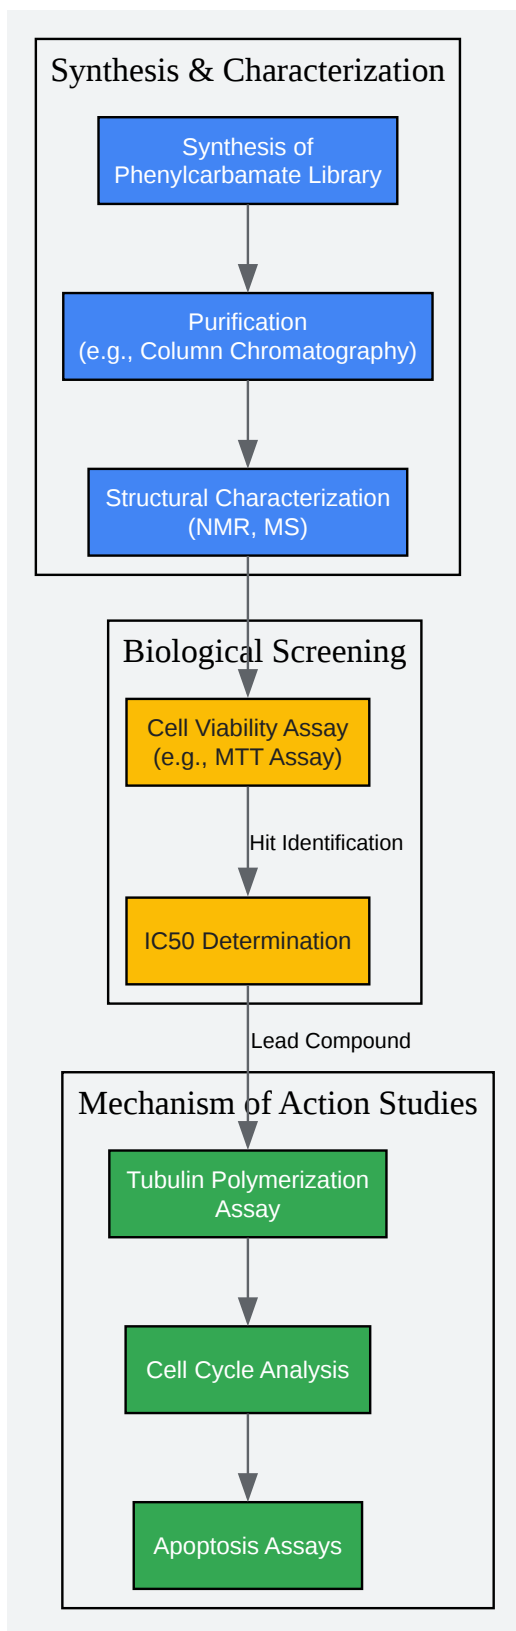 Synthesis & Characterization
Synthesis of
Phenylcarbamate Library
Purification
(e.g., Column Chromatography)
Structural Characterization
(NMR, MS)
Biological Screening
Cell Viability Assay
(e.g., MTT Assay)
Hit Identification
IC50 Determination
Lead Compound
Mechanism of Action Studies
Tubulin Polymerization
Assay
Cell Cycle Analysis
Apoptosis Assays